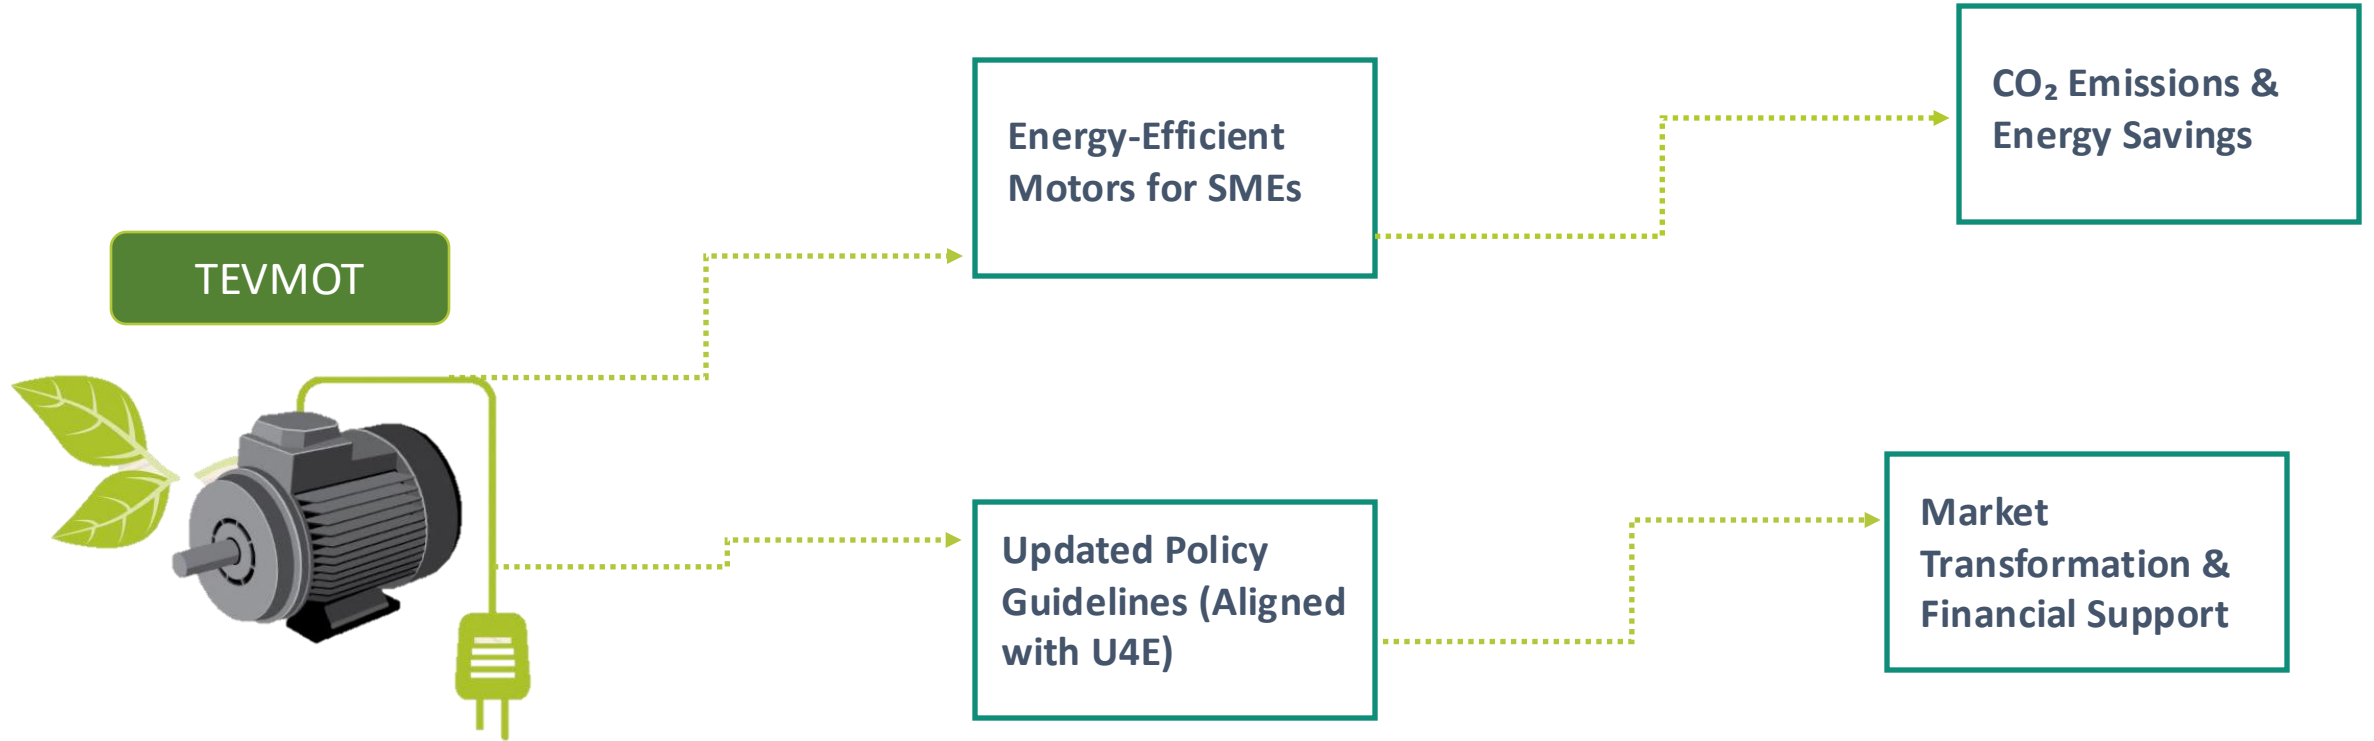 TEVMOT
Energy-Efficient
Motors for SMEs
CO₂ Emissions &
Energy Savings
Updated Policy
Guidelines (Aligned
with U4E)
Market
Transformation &
Financial Support